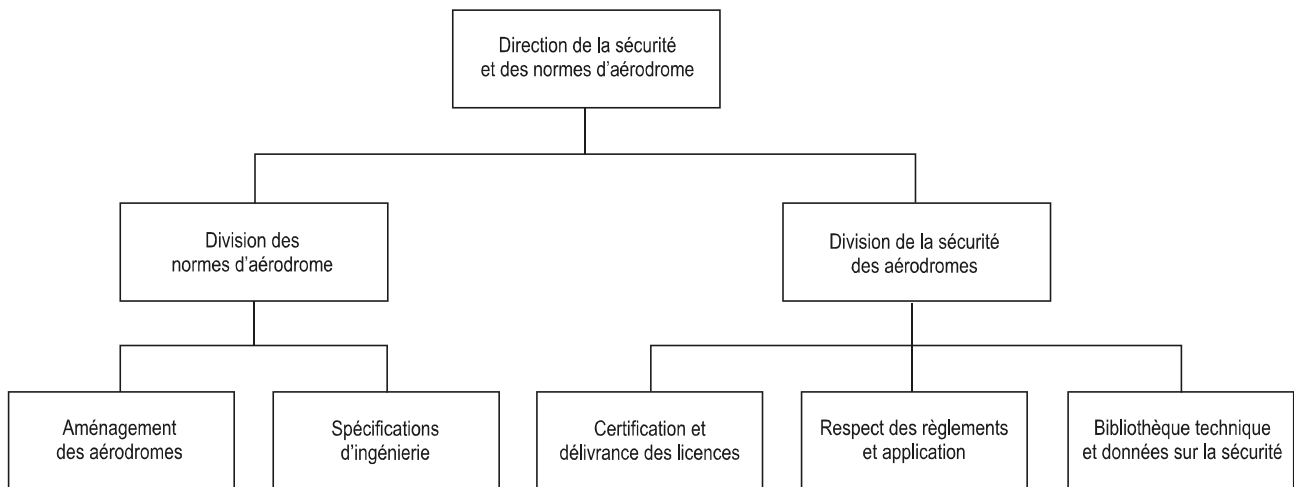 Direction de la sécurité
et des normes d'aérodrome
Division des
normes d'aérodrome
Division de la sécurité
des aérodromes
Aménagement
des aérodromes
Spécifications
d'ingénierie
Certification et
délivrance des licences
Respect des règlements
et application
Bibliothèque technique
et données sur la sécurité